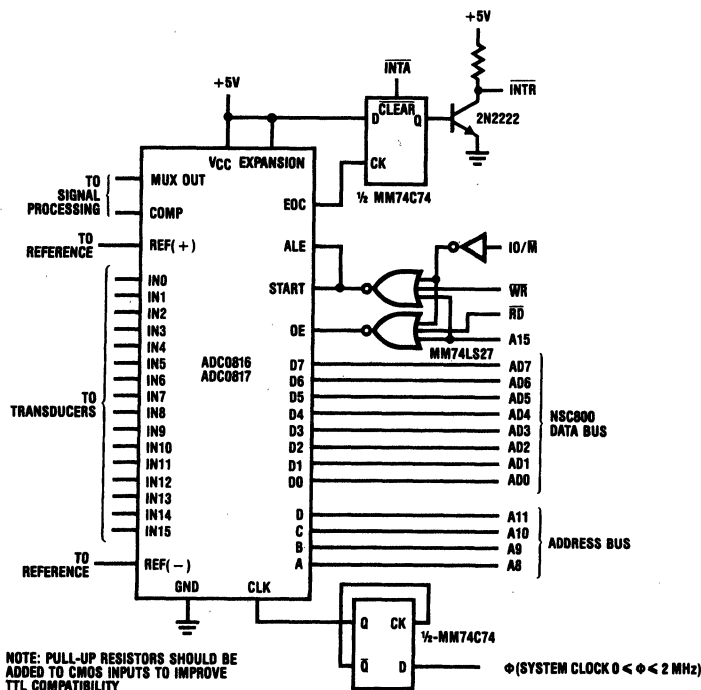 +5V
INTA
INTR
+5V
CLEAR
D
Q
2N2222
CK
½ MM74C74
VCC EXPANSION
TO
SIGNAL
PROCESSING
MUX OUT
COMP
EOC
TO
REFERENCE
REF(+)
ALE
IO/M
START
WR
RD
OE
A15
MM74LS27
IN0
IN1
IN2
IN3
IN4
IN5
IN6
IN7
IN8
IN9
IN10
IN11
IN12
IN13
IN14
IN15
TO
TRANSDUCERS
ADC0816
ADC0817
D7
D6
D5
D4
D3
D2
D1
D0
AD7
AD6
AD5
AD4
AD3
AD2
AD1
AD0
NSC800
DATA BUS
D
C
B
A
A11
A10
A9
A8
ADDRESS BUS
TO
REFERENCE
REF(−)
GND
CLK
Q
CK
½-MM74C74
Q
D
Φ(SYSTEM CLOCK 0 ≤ Φ ≤ 2 MHz)
NOTE: PULL-UP RESISTORS SHOULD BE
ADDED TO CMOS INPUTS TO IMPROVE
TTL COMPATIBILITY